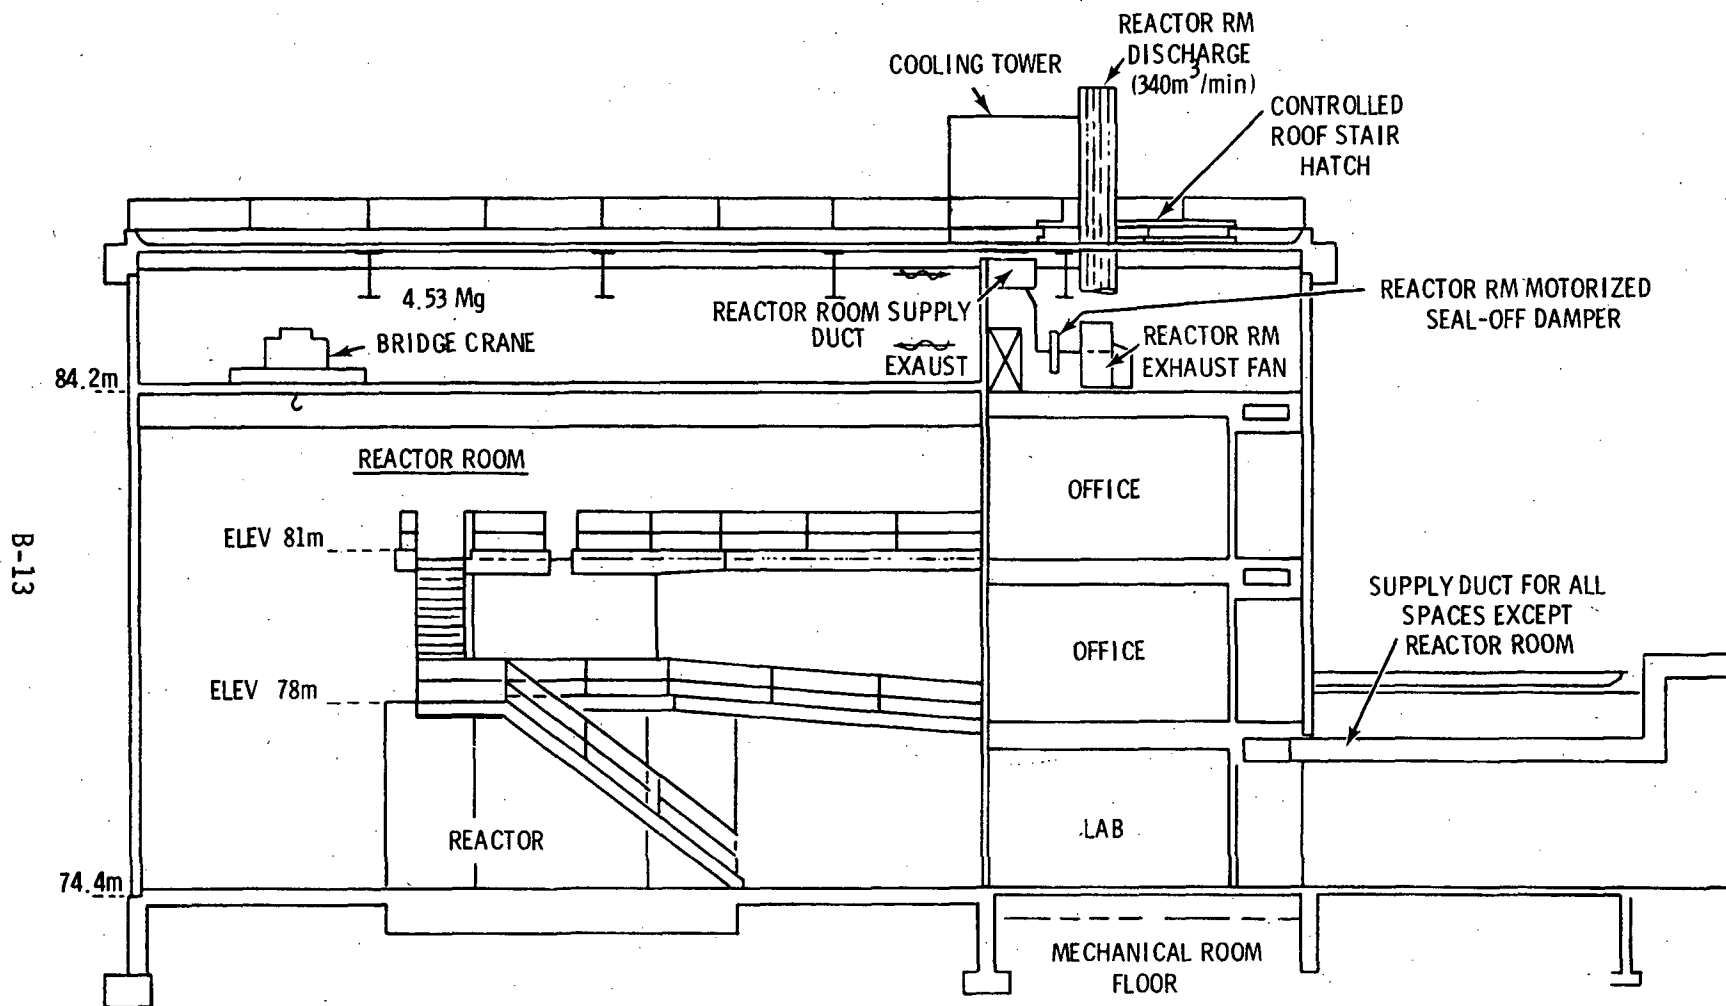 REACTOR RM
DISCHARGE
(340m³/min)
COOLING TOWER
CONTROLLED
ROOF STAIR
HATCH
4.53 Mg
BRIDGE CRANE
REACTOR ROOM SUPPLY
DUCT
EXAUST
REACTOR RM MOTORIZED
SEAL-OFF DAMPER
REACTOR RM
EXHAUST FAN
84.2m
REACTOR ROOM
OFFICE
ELEV 81m
B-13
SUPPLY DUCT FOR ALL
SPACES EXCEPT
REACTOR ROOM
OFFICE
ELEV 78m
REACTOR
LAB
74.4m
MECHANICAL ROOM
FLOOR